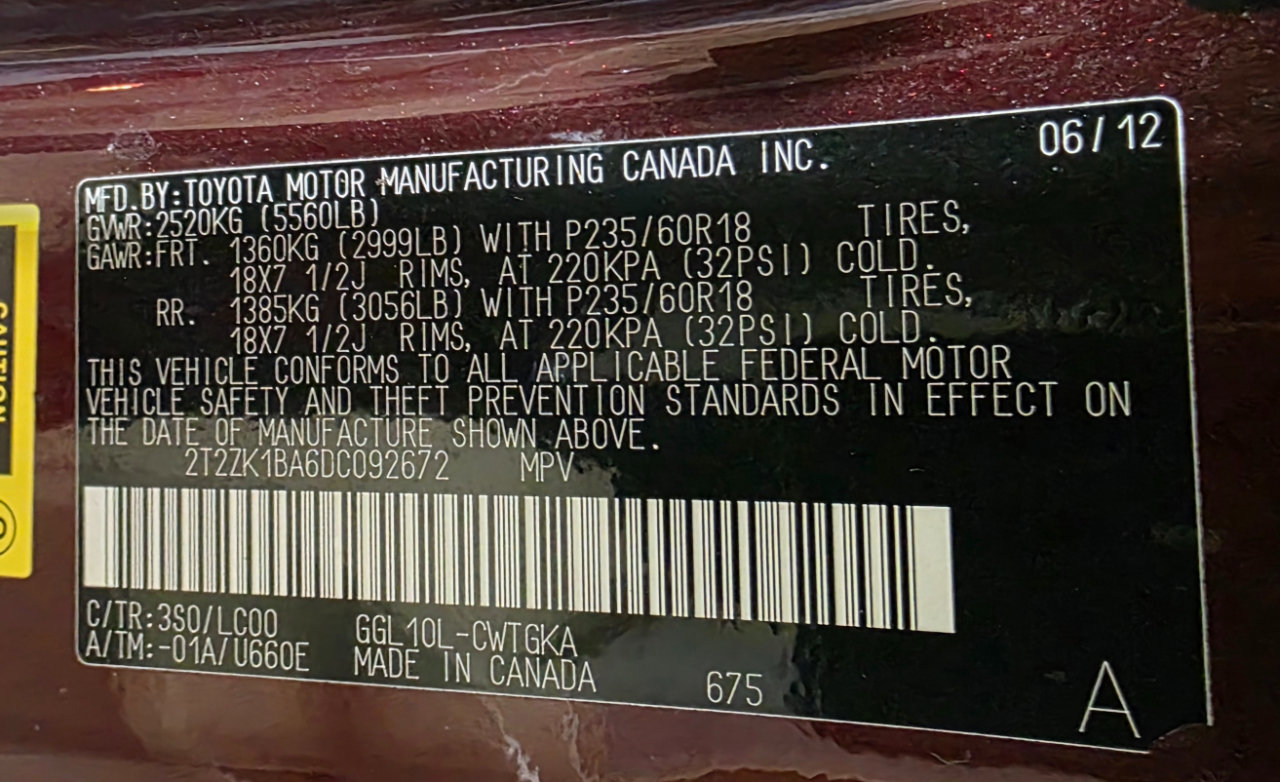 06/12
MFD.BY:TOYOTA MOTOR MANUFACTURING CANADA INC.
GVWR:2520KG (5560LB)
GAWR:FRT. 1360KG (2999LB) WITH P235/60R18 TIRES,
18X7 1/2J RIMS, AT 220KPA (32PSI) COLD.
RR. 1385KG (3056LB) WITH P235/60R18 TIRES,
18X7 1/2J RIMS, AT 220KPA (32PSI) COLD.
THIS VEHICLE CONFORMS TO ALL APPLICABLE FEDERAL MOTOR
VEHICLE SAFETY AND THEFT PREVENTION STANDARDS IN EFFECT ON
THE DATE OF MANUFACTURE SHOWN ABOVE.
2T2ZK1BA6DC092672 MPV
C/TR:3S0/LC00 GGL10L-CWTGKA
A/TM:-01A/U660E MADE IN CANADA 675
A
CAUTION